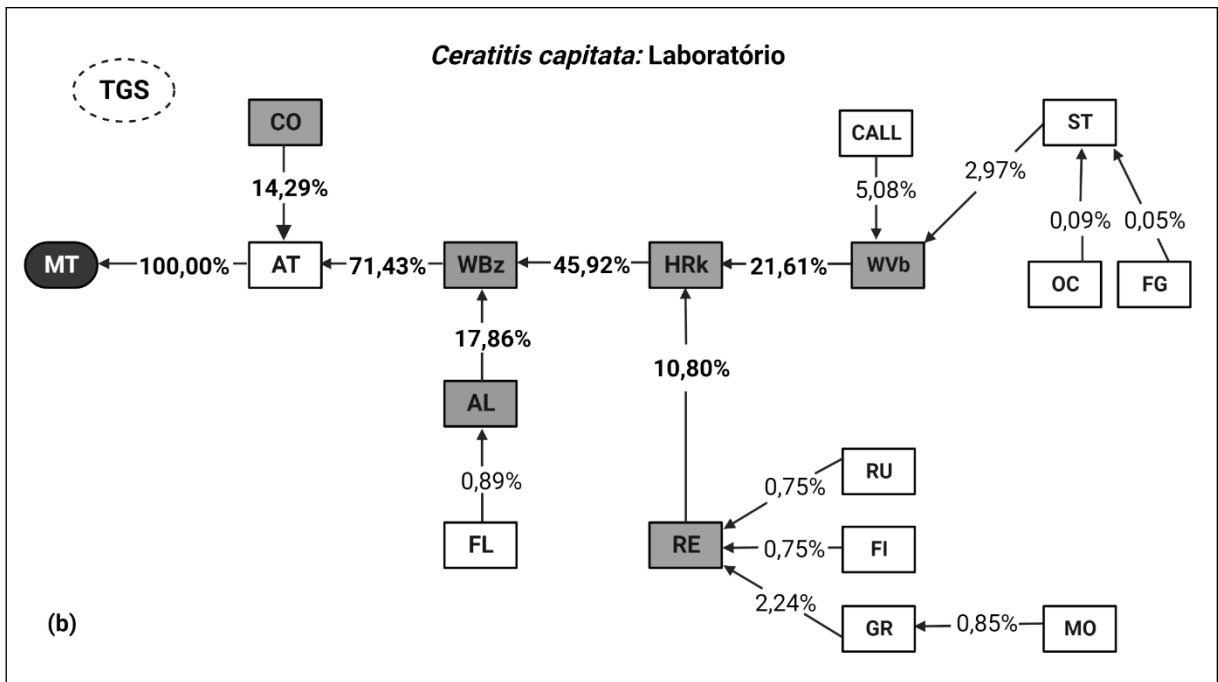 Ceratitis capitata: Laboratório
TGS
CO
CALL
ST
14,29%
5,08%
2,97%
0,09%
0,05%
MT
100,00%
AT
71,43%
WBz
45,92%
HRk
21,61%
WVb
OC
FG
17,86%
10,80%
AL
0,89%
RU
0,75%
FL
RE
0,75%
FI
2,24%
GR
0,85%
MO
(b)